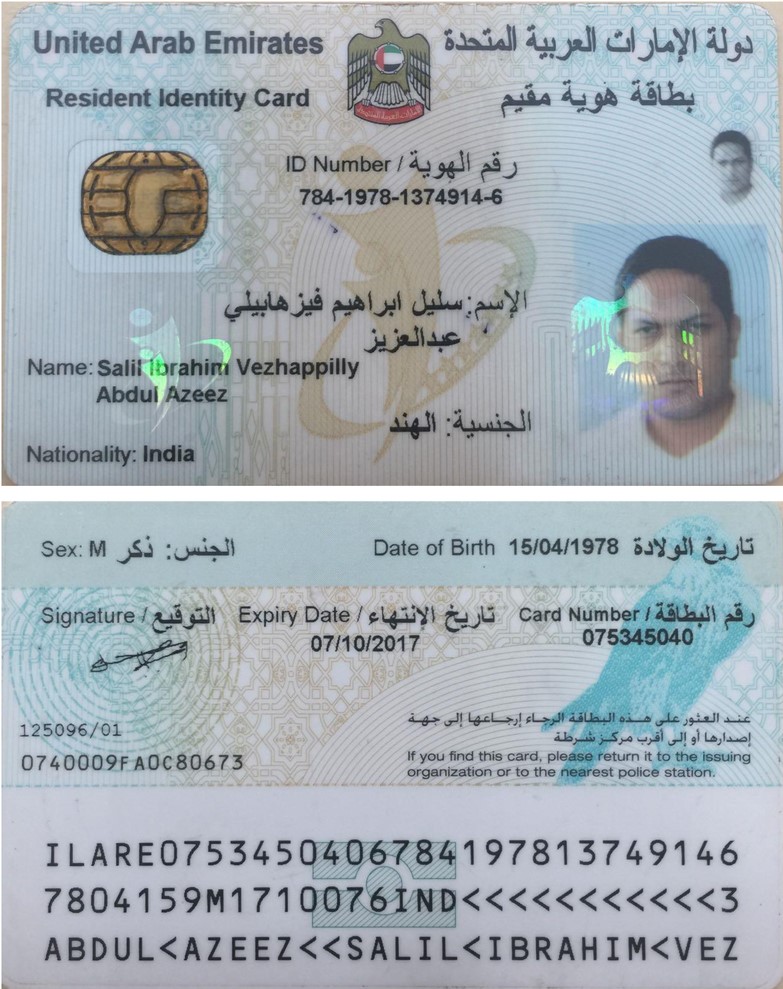 United Arab Emirates
دولة الإمارات العربية المتحدة
Resident Identity Card
بطاقة هوية مقيم
ID Number / رقم الهوية
784-1978-1374914-6
الإسم: سليل ابراهيم فيزهابيلي
عبدالعزيز
Name: Salil Ibrahim Vezhappilly
Abdul Azeez
الجنسية: الهند
Nationality: India
Sex: M الجنس: ذكر
Date of Birth 15/04/1978 تاريخ الولادة
Signature / التوقيع
Expiry Date / تاريخ الإنتهاء
07/10/2017
Card Number / رقم البطاقة
075345040
125096/01
0740009FA0C80673
عند العثور على هذه البطاقة الرجاء إرجاعها إلى جهة
إصدارها أو إلى أقرب مركز شرطة
If you find this card, please return it to the issuing
organization or to the nearest police station.
ILARE0753450406784197813749146
7804159M1710076IND<<<<<<<<<<<3
ABDUL<AZEEZ<<SALIL<IBRAHIM<VEZ